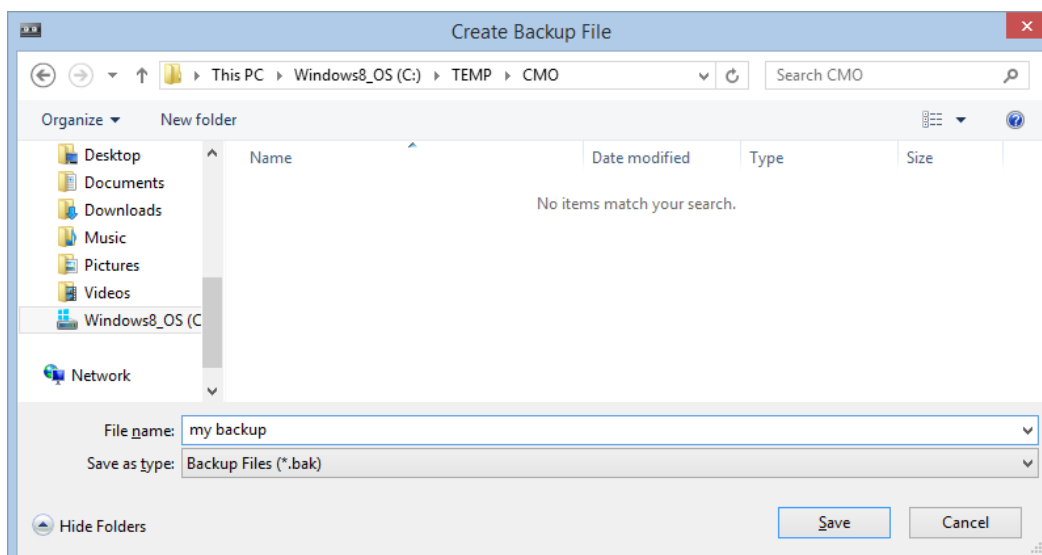 Create Backup File
This PC Windows8_OS (C:) TEMP CMO Search CMO
Organize New folder
Name Date modified Type Size
No items match your search.
Desktop
Documents
Downloads
Music
Pictures
Videos
Windows8_OS (C
Network
File name: my backup
Save as type: Backup Files (*.bak)
Hide Folders Save Cancel